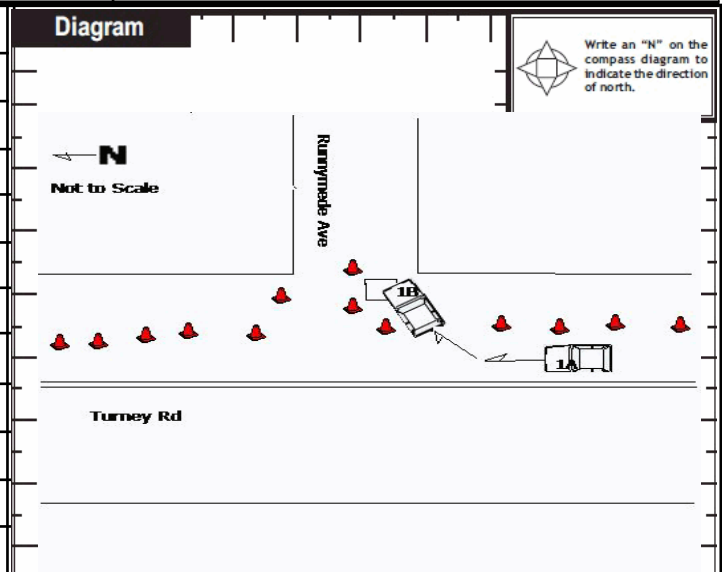 Diagram
Write an “N” on the
compass diagram to
indicate the direction
of north.
N
Not to Scale
Runnymede Ave
1B
1A
Turney Rd